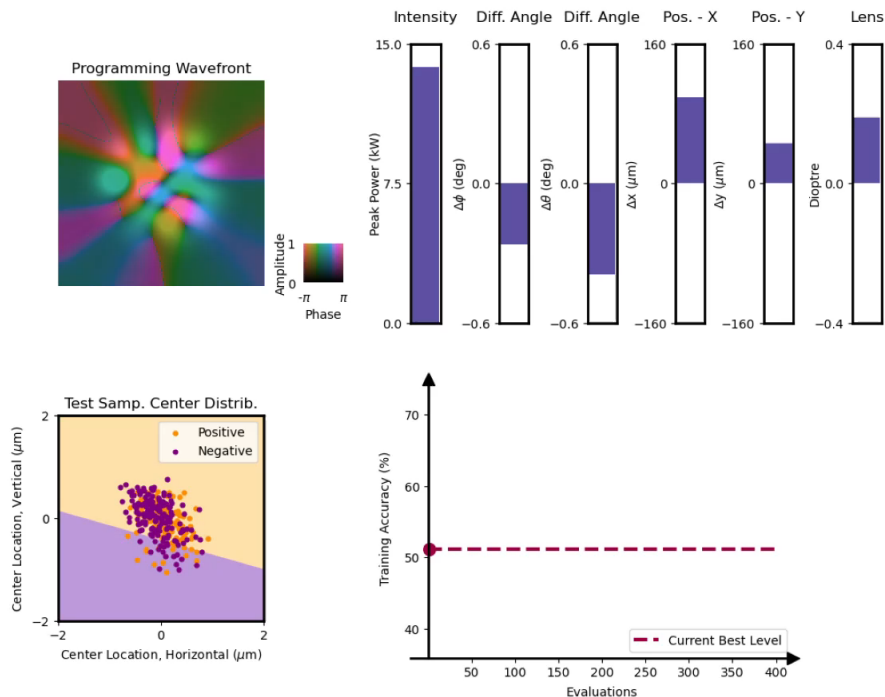 Intensity
Diff. Angle
Diff. Angle
Pos. - X
Pos. - Y
Lens
Programming Wavefront
15.0
7.5
0.0
Peak Power (kW)
0.6
0.0
−0.6
Δϕ (deg)
0.6
0.0
−0.6
Δθ (deg)
160
0
−160
Δx (μm)
160
0
−160
Δy (μm)
0.4
0.0
−0.4
Dioptre
Amplitude
1
0
-π
π
Phase
Test Samp. Center Distrib.
Positive
Negative
2
0
−2
−2
0
2
Center Location, Vertical (μm)
Center Location, Horizontal (μm)
70
60
50
40
Training Accuracy (%)
Current Best Level
50
100
150
200
250
300
350
400
Evaluations